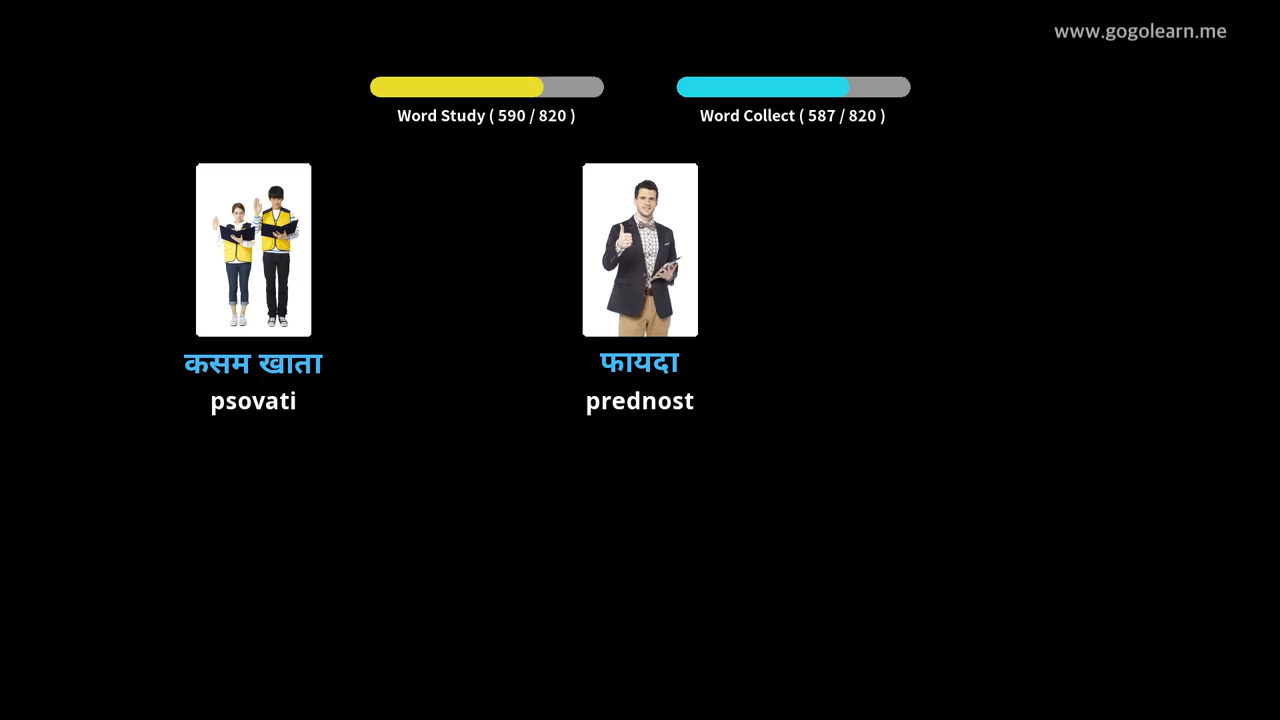 www.gogolearn.me
Word Study ( 590 / 820 )
Word Collect ( 587 / 820 )
कसम खाता
psovati
फायदा
prednost